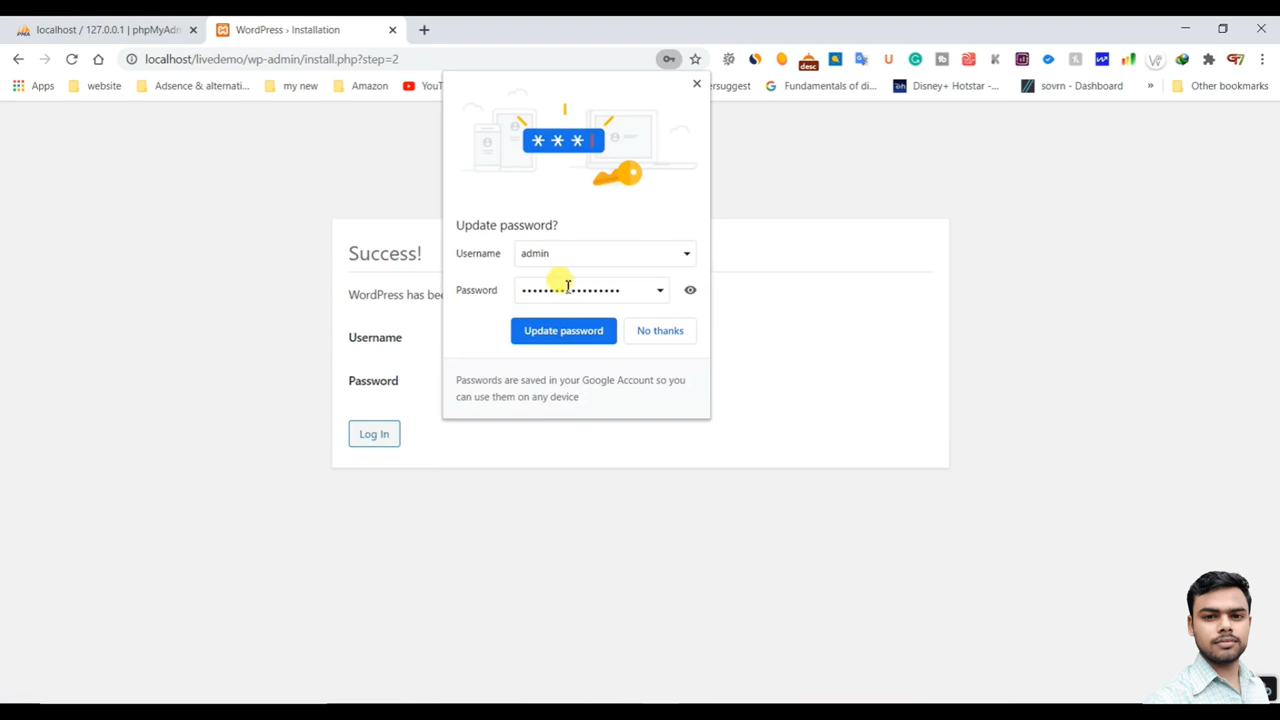 localhost / 127.0.0.1 | phpMyAdm
WordPress › Installation
localhost/livedemo/wp-admin/install.php?step=2
desc
Apps
website
Adsence & alternati...
my new
Amazon
YouT
ersuggest
Fundamentals of di...
Disney+ Hotstar -...
sovrn - Dashboard
»
Other bookmarks
* * *
Update password?
Username
admin
Password
••••••••••••••••••
Update password
No thanks
Passwords are saved in your Google Account so you
can use them on any device
Success!
WordPress has bee
Username
Password
Log In